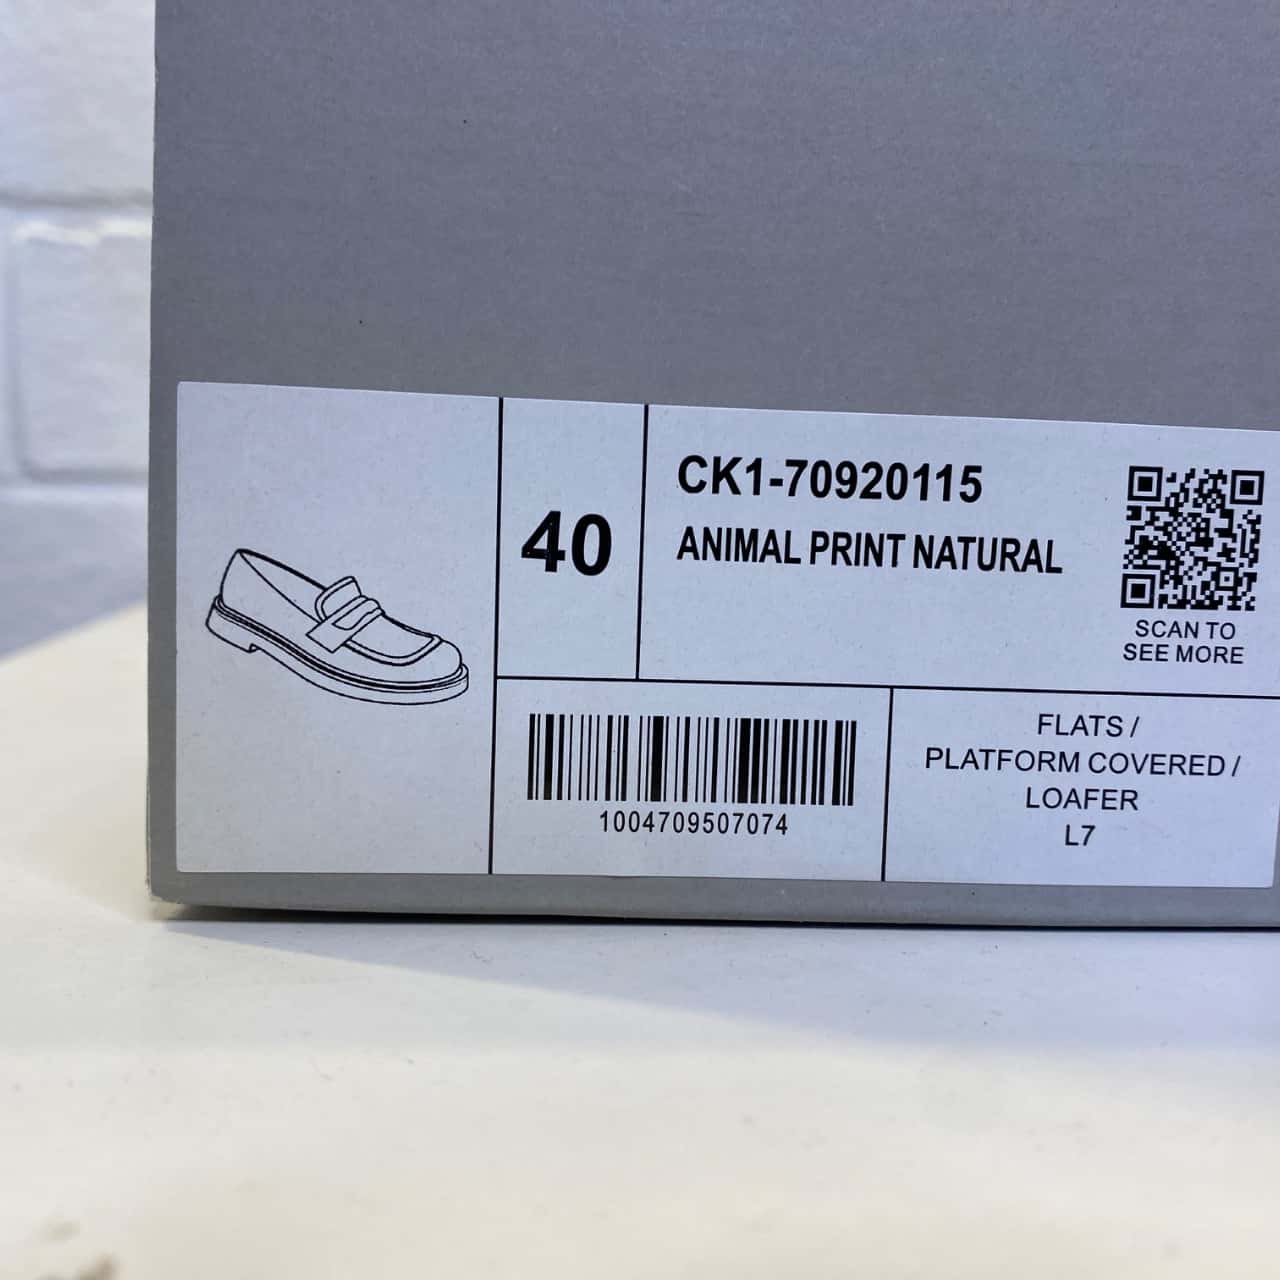 40
CK1-70920115
ANIMAL PRINT NATURAL
SCAN TO
SEE MORE
1004709507074
FLATS /
PLATFORM COVERED /
LOAFER
L7